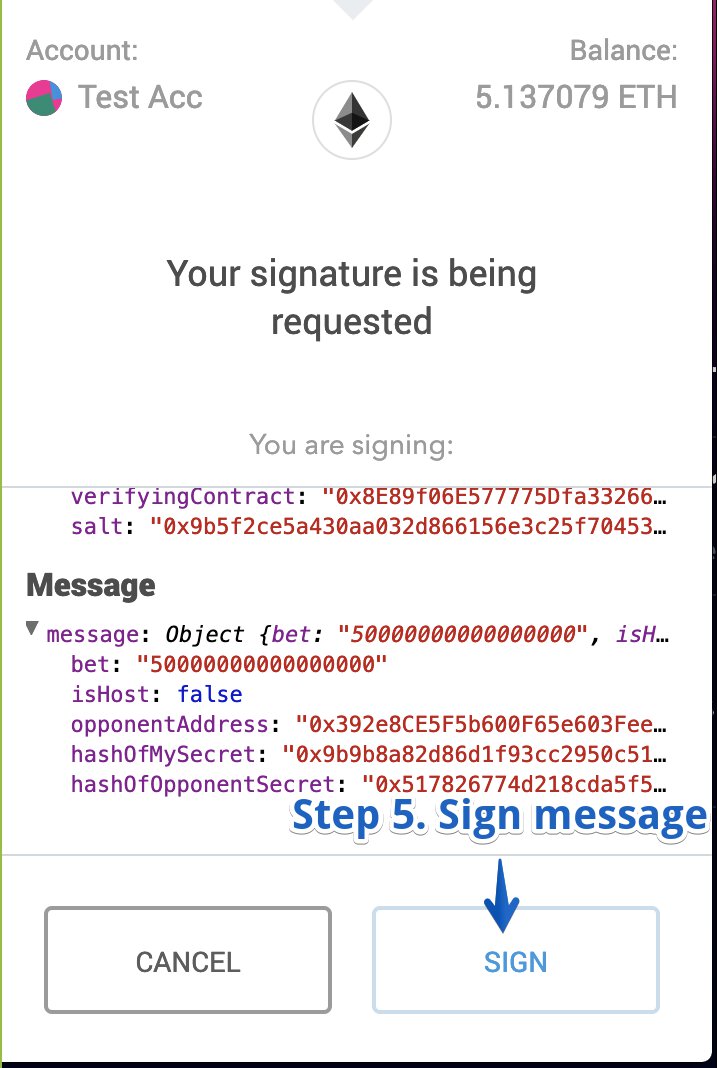 Account:
Balance:
Test Acc
5.137079 ETH
Your signature is being
requested
You are signing:
verifyingContract: "0x8E89f06E577775Dfa33266…
salt: "0x9b5f2ce5a430aa032d866156e3c25f70453…
Message
message: Object {bet: "50000000000000000", isH…
bet: "50000000000000000"
isHost: false
opponentAddress: "0x392e8CE5F5b600F65e603Fee…
hashOfMySecret: "0x9b9b8a82d86d1f93cc2950c51…
hashOfOpponentSecret: "0x517826774d218cda5f5…
Step 5. Sign message
CANCEL
SIGN